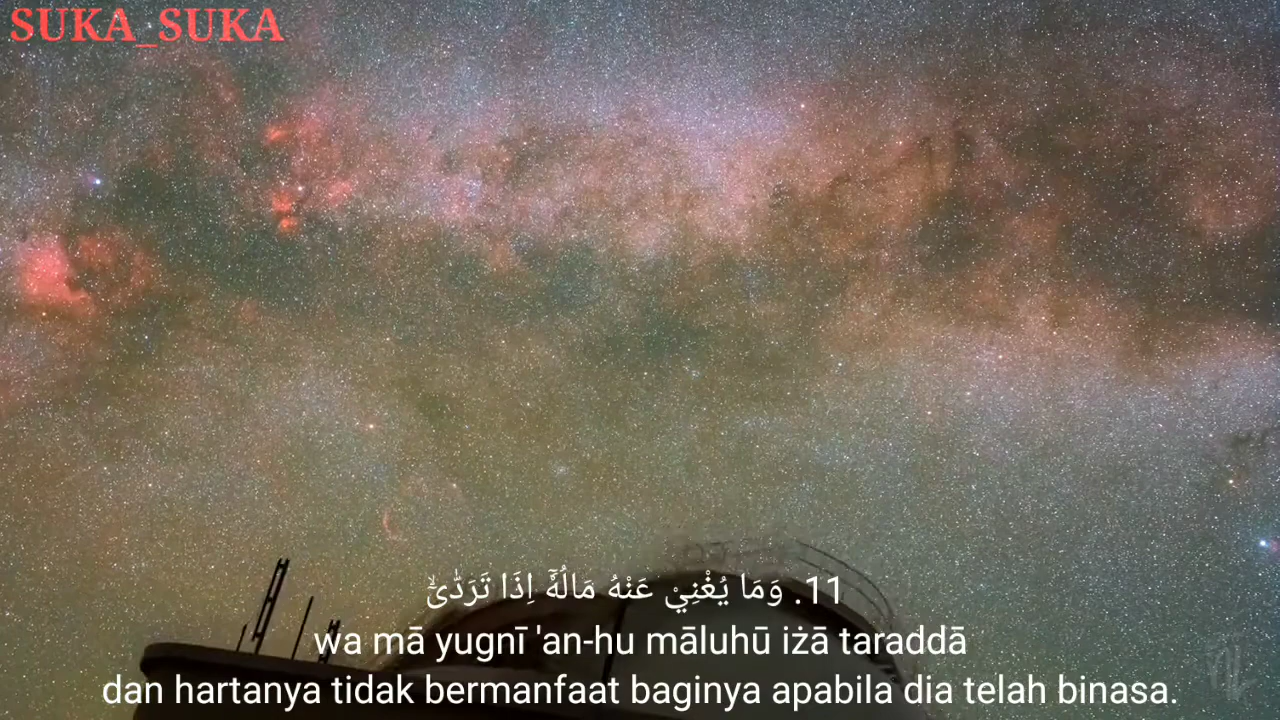 SUKA_SUKA
11. وَمَا يُغْنِيْ عَنْهُ مَالُهٗٓ اِذَا تَرَدّٰىۙ
wa mā yugnī 'an-hu māluhū iżā taraddā
dan hartanya tidak bermanfaat baginya apabila dia telah binasa.